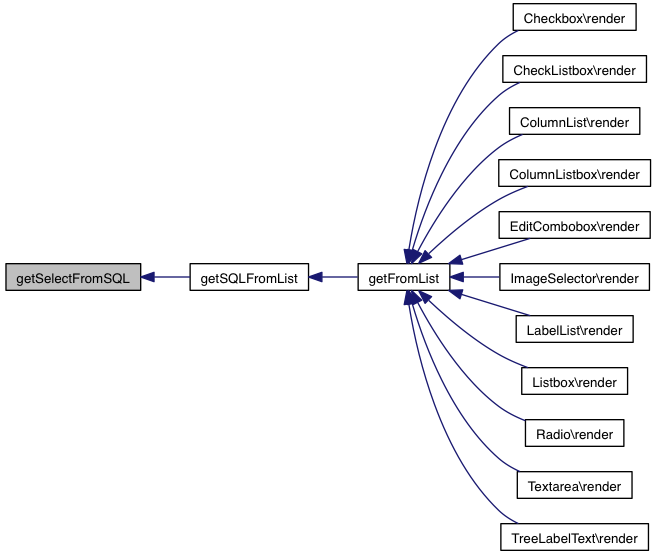 Checkbox\render
CheckListbox\render
ColumnList\render
ColumnListbox\render
EditCombobox\render
getSelectFromSQL
getSQLFromList
getFromList
ImageSelector\render
LabelList\render
Listbox\render
Radio\render
Textarea\render
TreeLabelText\render